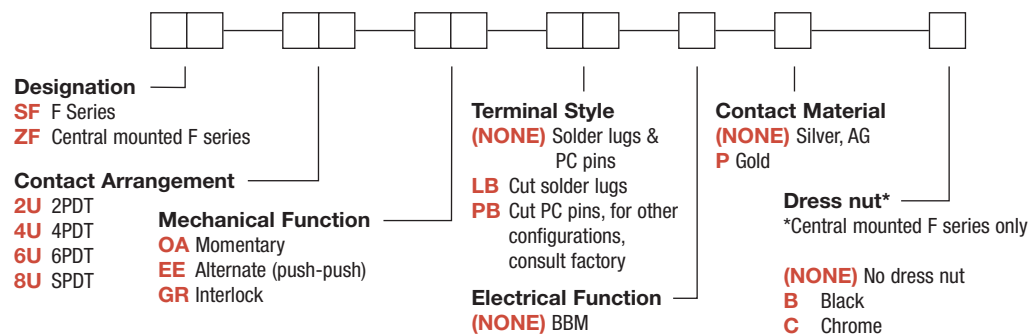 Designation
SF F Series
ZF Central mounted F series
Contact Arrangement
2U 2PDT
4U 4PDT
6U 6PDT
8U SPDT
Mechanical Function
OA Momentary
EE Alternate (push-push)
GR Interlock
Terminal Style
(NONE) Solder lugs &
PC pins
LB Cut solder lugs
PB Cut PC pins, for other
configurations,
consult factory
Electrical Function
(NONE) BBM
Contact Material
(NONE) Silver, AG
P Gold
Dress nut*
*Central mounted F series only
(NONE) No dress nut
B Black
C Chrome